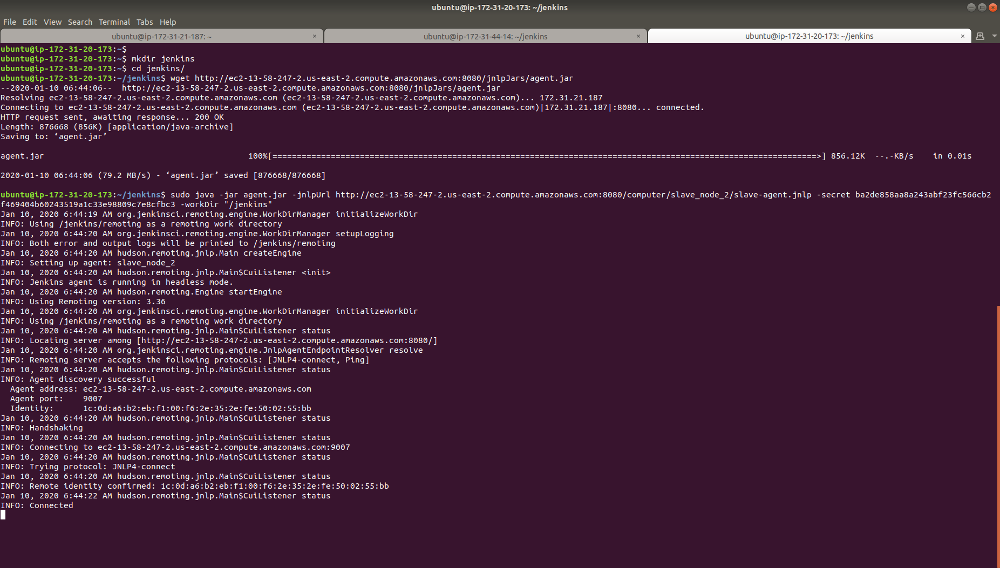 ubuntu@ip-172-31-20-173: ~/jenkins
File Edit View Search Terminal Tabs Help
ubuntu@ip-172-31-21-187: ~ × ubuntu@ip-172-31-44-14: ~/jenkins × ubuntu@ip-172-31-20-173: ~/jenkins ×
ubuntu@ip-172-31-20-173:~$
ubuntu@ip-172-31-20-173:~$ mkdir jenkins
ubuntu@ip-172-31-20-173:~$ cd jenkins/
ubuntu@ip-172-31-20-173:~/jenkins$ wget http://ec2-13-58-247-2.us-east-2.compute.amazonaws.com:8080/jnlpJars/agent.jar
--2020-01-10 06:44:06--  http://ec2-13-58-247-2.us-east-2.compute.amazonaws.com:8080/jnlpJars/agent.jar
Resolving ec2-13-58-247-2.us-east-2.compute.amazonaws.com (ec2-13-58-247-2.us-east-2.compute.amazonaws.com)... 172.31.21.187
Connecting to ec2-13-58-247-2.us-east-2.compute.amazonaws.com (ec2-13-58-247-2.us-east-2.compute.amazonaws.com)|172.31.21.187|:8080... connected.
HTTP request sent, awaiting response... 200 OK
Length: 876668 (856K) [application/java-archive]
Saving to: ‘agent.jar’
agent.jar 100%[================================================================================================================>] 856.12K  --.-KB/s    in 0.01s
2020-01-10 06:44:06 (79.2 MB/s) - ‘agent.jar’ saved [876668/876668]
ubuntu@ip-172-31-20-173:~/jenkins$ sudo java -jar agent.jar -jnlpUrl http://ec2-13-58-247-2.us-east-2.compute.amazonaws.com:8080/computer/slave_node_2/slave-agent.jnlp -secret ba2de858aa8a243abf23fc566cb2
f469404b60243519a1c33e98809c7e8cfbc3 -workDir "/jenkins"
Jan 10, 2020 6:44:19 AM org.jenkinsci.remoting.engine.WorkDirManager initializeWorkDir
INFO: Using /jenkins/remoting as a remoting work directory
Jan 10, 2020 6:44:20 AM org.jenkinsci.remoting.engine.WorkDirManager setupLogging
INFO: Both error and output logs will be printed to /jenkins/remoting
Jan 10, 2020 6:44:20 AM hudson.remoting.jnlp.Main createEngine
INFO: Setting up agent: slave_node_2
Jan 10, 2020 6:44:20 AM hudson.remoting.jnlp.Main$CuiListener <init>
INFO: Jenkins agent is running in headless mode.
Jan 10, 2020 6:44:20 AM hudson.remoting.Engine startEngine
INFO: Using Remoting version: 3.36
Jan 10, 2020 6:44:20 AM org.jenkinsci.remoting.engine.WorkDirManager initializeWorkDir
INFO: Using /jenkins/remoting as a remoting work directory
Jan 10, 2020 6:44:20 AM hudson.remoting.jnlp.Main$CuiListener status
INFO: Locating server among [http://ec2-13-58-247-2.us-east-2.compute.amazonaws.com:8080/]
Jan 10, 2020 6:44:20 AM org.jenkinsci.remoting.engine.JnlpAgentEndpointResolver resolve
INFO: Remoting server accepts the following protocols: [JNLP4-connect, Ping]
Jan 10, 2020 6:44:20 AM hudson.remoting.jnlp.Main$CuiListener status
INFO: Agent discovery successful
  Agent address: ec2-13-58-247-2.us-east-2.compute.amazonaws.com
  Agent port:    9007
  Identity:      1c:0d:a6:b2:eb:f1:00:f6:2e:35:2e:fe:50:02:55:bb
Jan 10, 2020 6:44:20 AM hudson.remoting.jnlp.Main$CuiListener status
INFO: Handshaking
Jan 10, 2020 6:44:20 AM hudson.remoting.jnlp.Main$CuiListener status
INFO: Connecting to ec2-13-58-247-2.us-east-2.compute.amazonaws.com:9007
Jan 10, 2020 6:44:20 AM hudson.remoting.jnlp.Main$CuiListener status
INFO: Trying protocol: JNLP4-connect
Jan 10, 2020 6:44:20 AM hudson.remoting.jnlp.Main$CuiListener status
INFO: Remote identity confirmed: 1c:0d:a6:b2:eb:f1:00:f6:2e:35:2e:fe:50:02:55:bb
Jan 10, 2020 6:44:22 AM hudson.remoting.jnlp.Main$CuiListener status
INFO: Connected